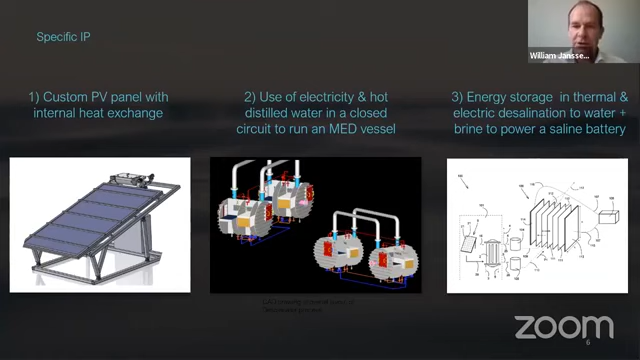 Specific IP
William Jansse...
1) Custom PV panel with
internal heat exchange
2) Use of electricity & hot
distilled water in a closed
circuit to run an MED vessel
3) Energy storage in thermal &
electric desalination to water +
brine to power a saline battery
zoom
6